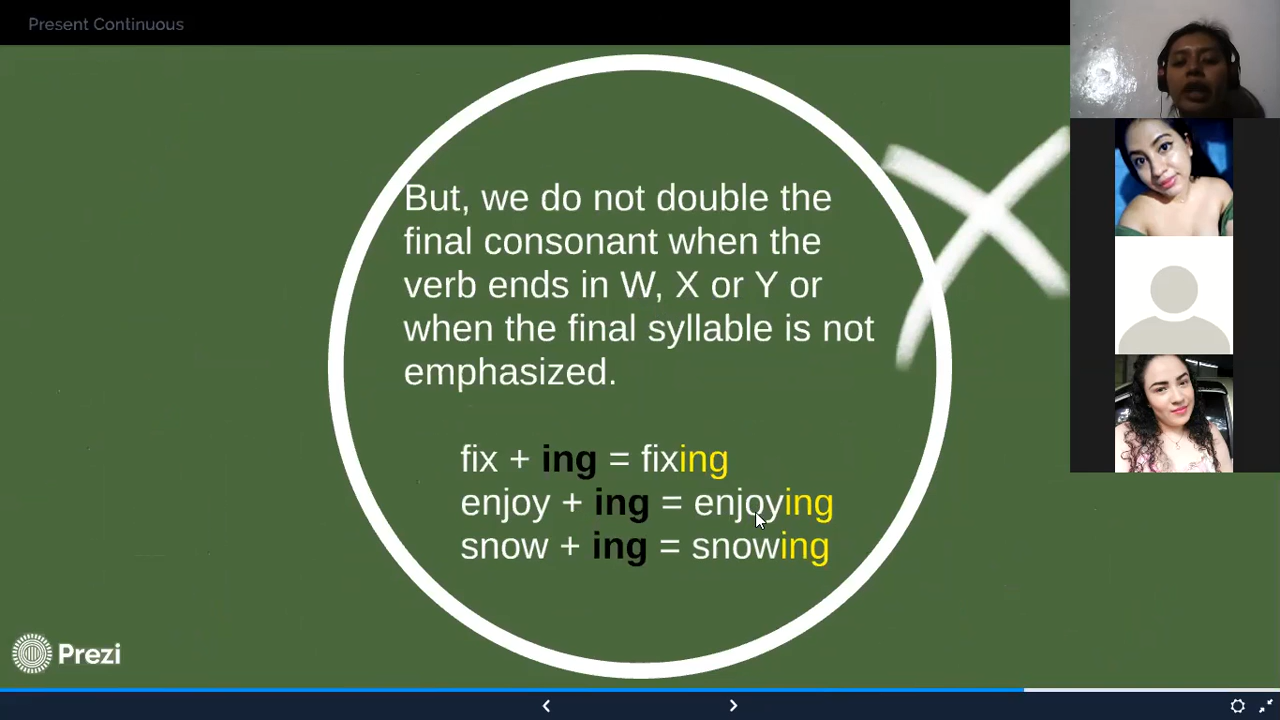 Present Continuous
But, we do not double the
final consonant when the
verb ends in W, X or Y or
when the final syllable is not
emphasized.
fix + ing = fixing
enjoy + ing = enjoying
snow + ing = snowing
Prezi